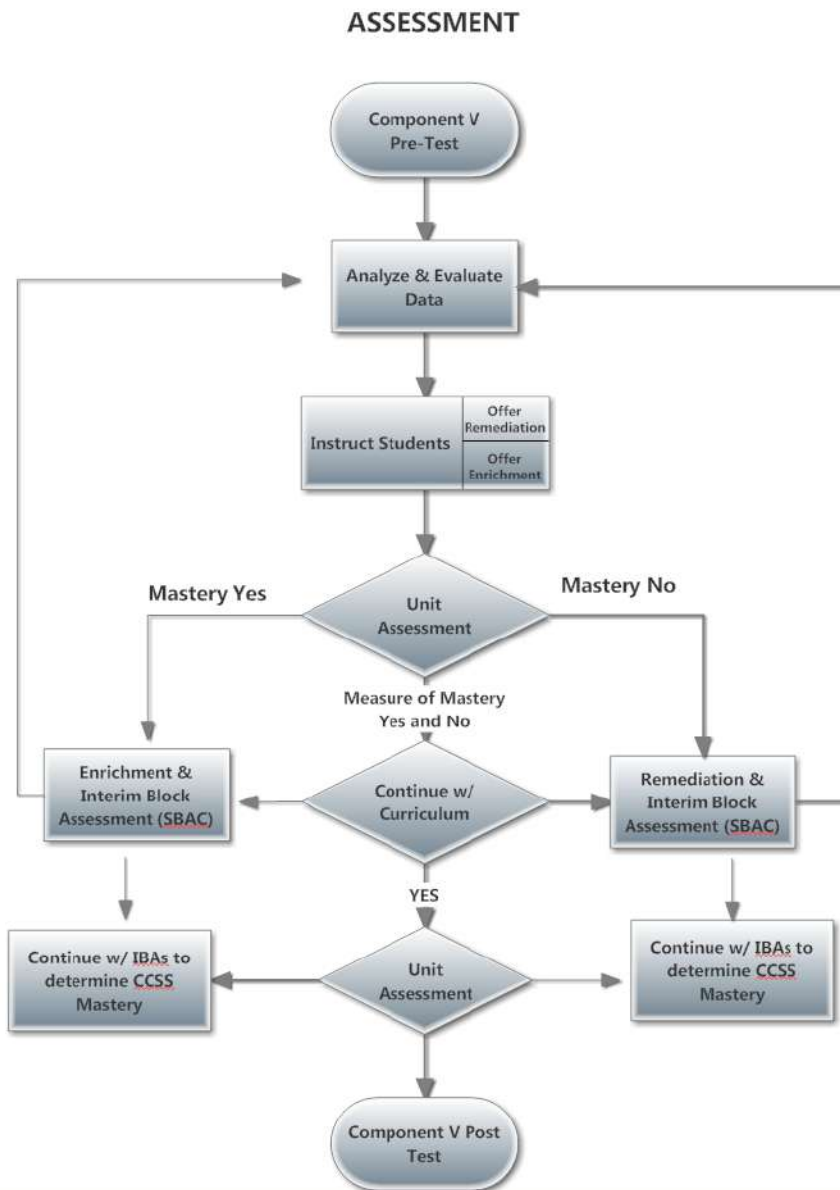 ASSESSMENT
Component V
Pre-Test
Analyze & Evaluate
Data
Instruct Students
Offer
Remediation
Offer
Enrichment
Mastery Yes
Unit
Assessment
Mastery No
Measure of Mastery
Yes and No
Enrichment &
Interim Block
Assessment (SBAC)
Continue w/
Curriculum
Remediation &
Interim Block
Assessment (SBAC)
YES
Continue w/ IBAs to
determine CCSS
Mastery
Unit
Assessment
Continue w/ IBAs to
determine CCSS
Mastery
Component V Post
Test